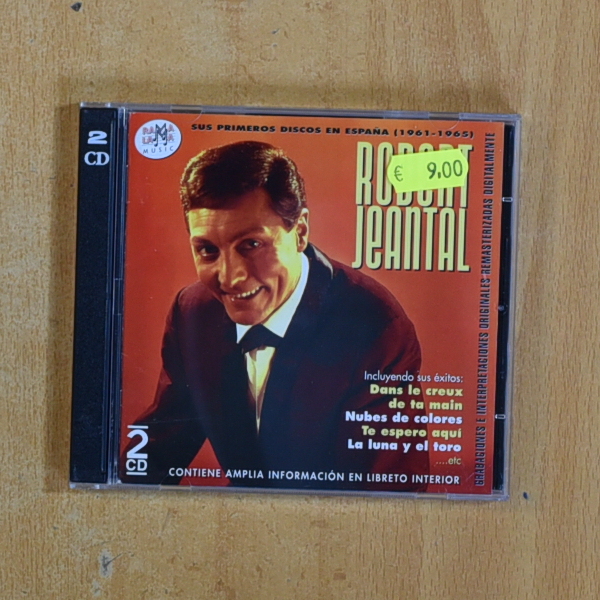 2
CD
RAMA
LAMA
MUSIC
SUS PRIMEROS DISCOS EN ESPAÑA (1961-1965)
ROBERT
JEANTAL
€ 9,00
GRABACIONES E INTERPRETACIONES ORIGINALES REMASTERIZADAS DIGITALMENTE
Incluyendo sus éxitos:
Dans le creux
de ta main
Nubes de colores
Te espero aquí
La luna y el toro
....etc
2
CD
CONTIENE AMPLIA INFORMACIÓN EN LIBRETO INTERIOR